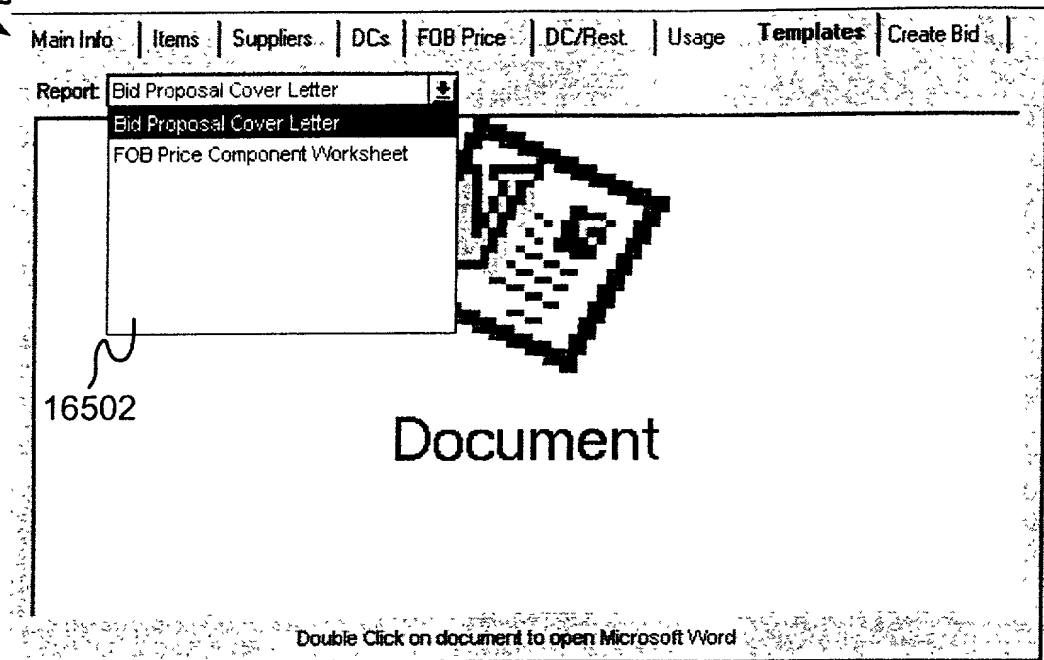 Main Info Items Suppliers DCs FOB Price DC/Rest. Usage Templates Create Bid
Report: Bid Proposal Cover Letter
Bid Proposal Cover Letter
FOB Price Component Worksheet
16502
Document
Double Click on document to open Microsoft Word